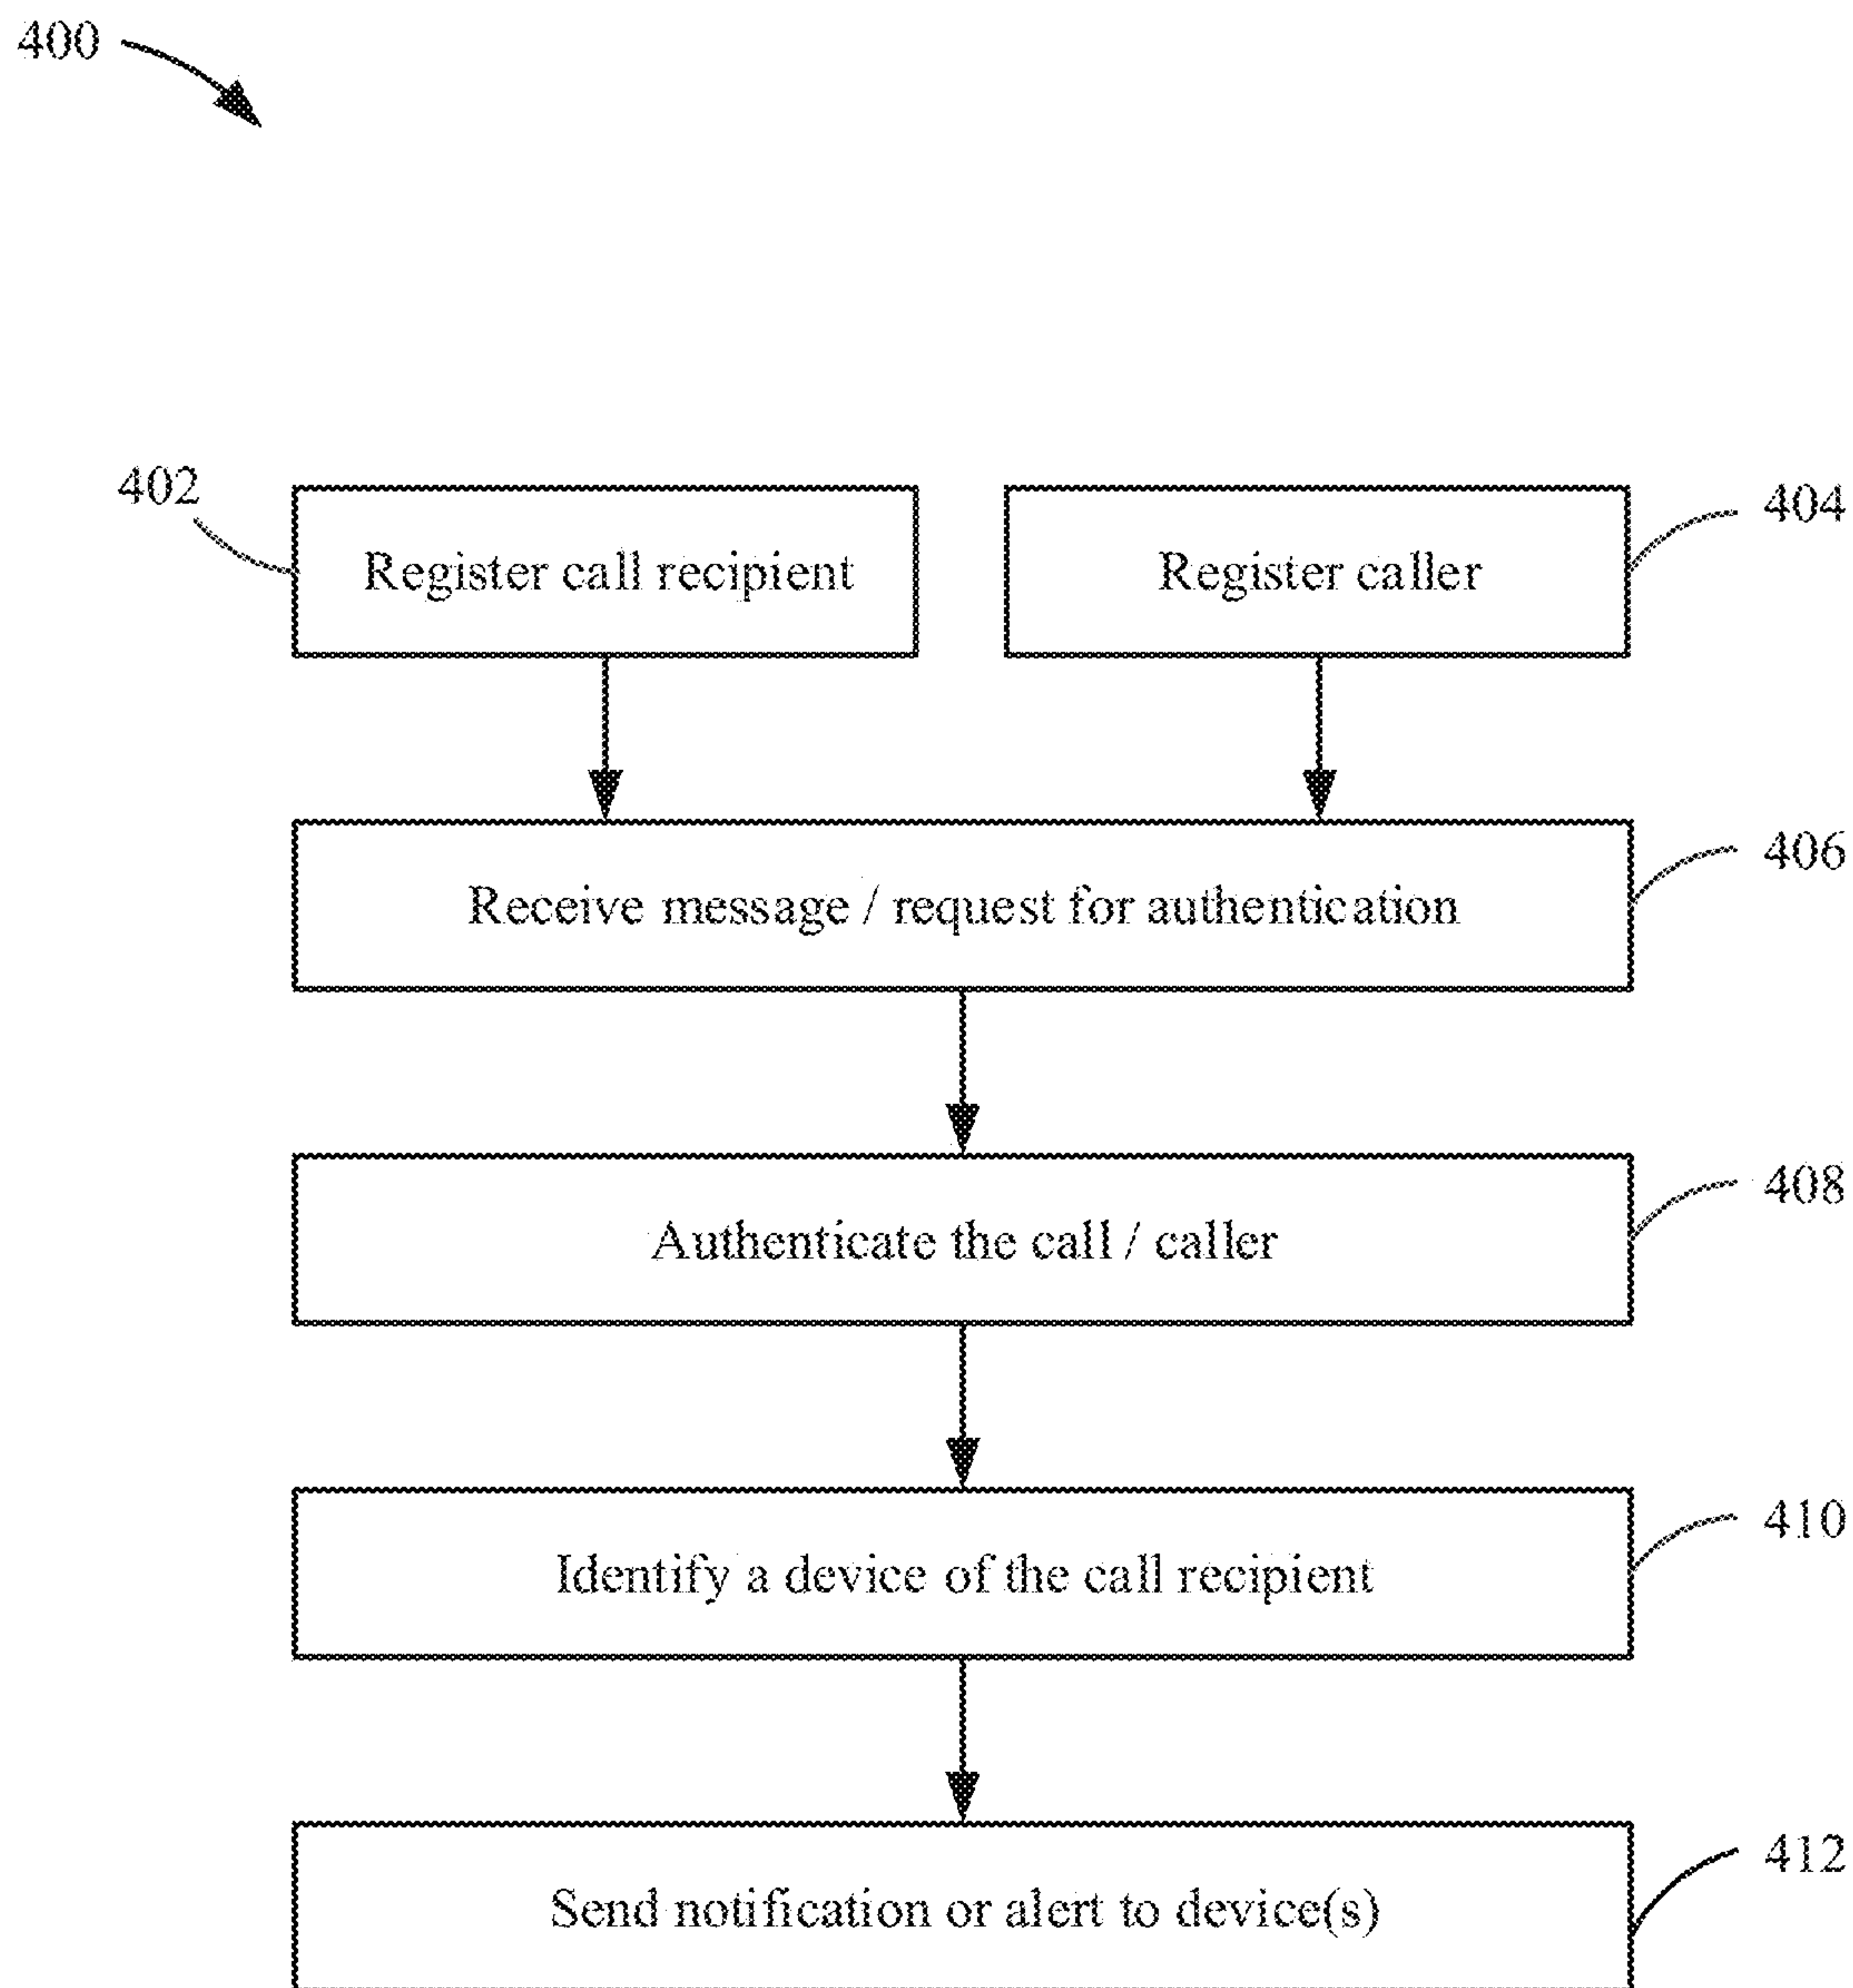 400
402
Register call recipient
Register caller
404
Receive message / request for authentication
406
Authenticate the call / caller
408
Identify a device of the call recipient
410
Send notification or alert to device(s)
412